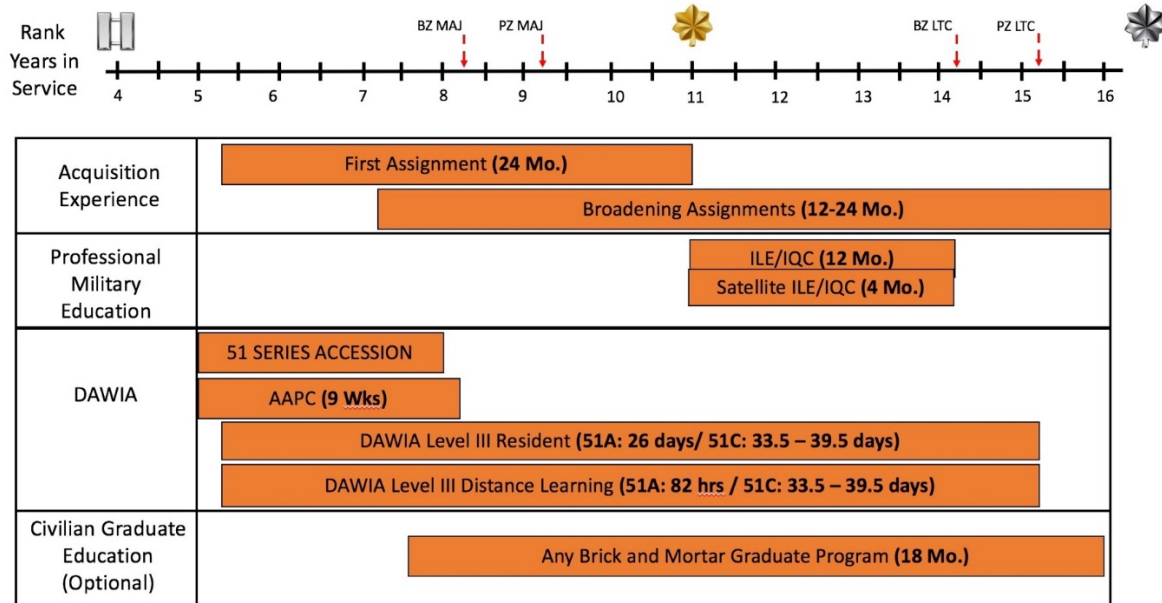 Rank
Years in
Service
BZ MAJ
PZ MAJ
BZ LTC
PZ LTC
4
5
6
7
8
9
10
11
12
13
14
15
16
Acquisition
Experience
First Assignment (24 Mo.)
Broadening Assignments (12-24 Mo.)
Professional
Military
Education
ILE/IQC (12 Mo.)
Satellite ILE/IQC (4 Mo.)
DAWIA
51 SERIES ACCESSION
AAPC (9 Wks)
DAWIA Level III Resident (51A: 26 days/ 51C: 33.5 – 39.5 days)
DAWIA Level III Distance Learning (51A: 82 hrs / 51C: 33.5 – 39.5 days)
Civilian Graduate
Education
(Optional)
Any Brick and Mortar Graduate Program (18 Mo.)